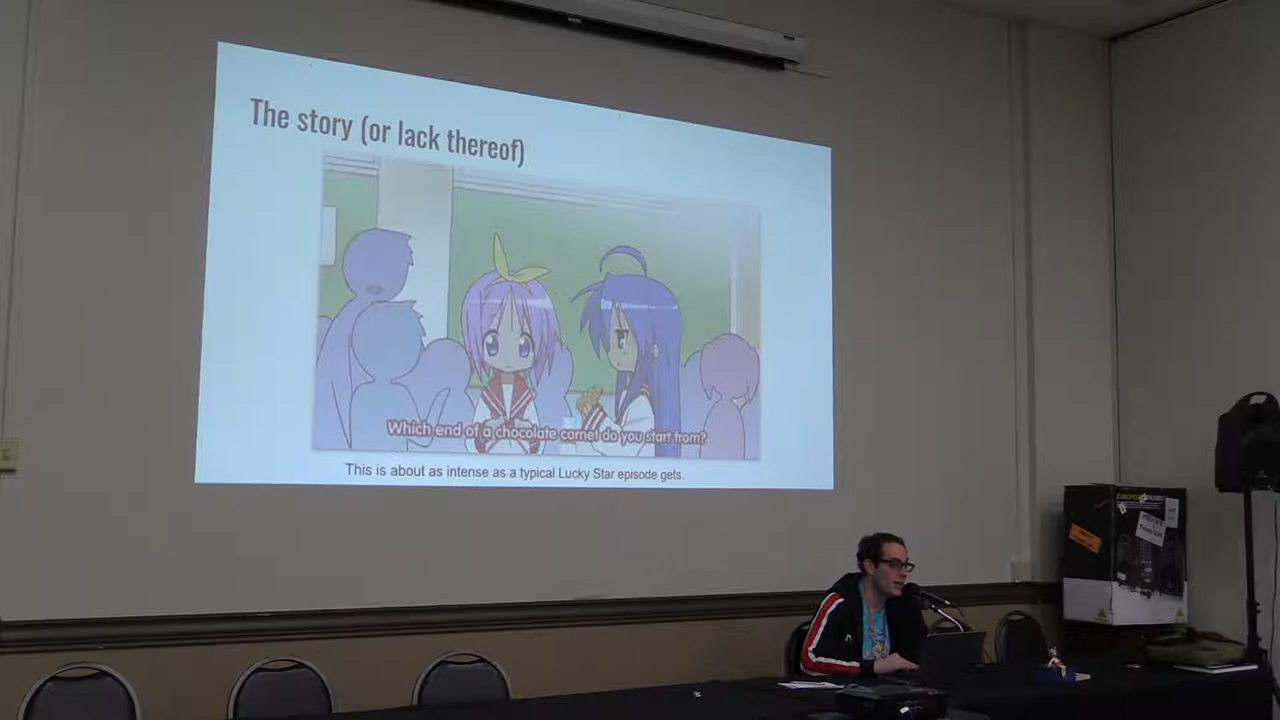 The story (or lack thereof)
Which end of a chocolate cornet do you start from?
This is about as intense as a typical Lucky Star episode gets.